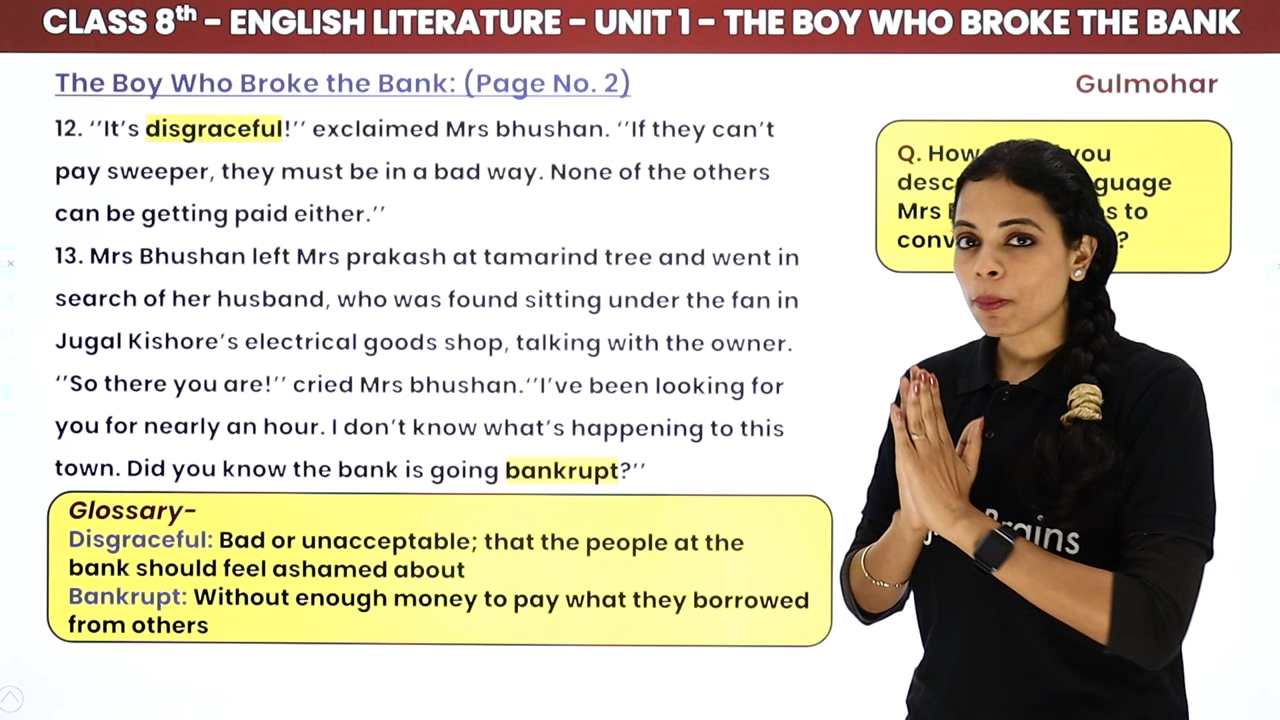 CLASS 8th - ENGLISH LITERATURE - UNIT 1 - THE BOY WHO BROKE THE BANK
The Boy Who Broke the Bank: (Page No. 2)
Gulmohar
12. ‘‘It’s disgraceful!’’ exclaimed Mrs bhushan. ‘‘If they can’t
pay sweeper, they must be in a bad way. None of the others
can be getting paid either.’’
13. Mrs Bhushan left Mrs prakash at tamarind tree and went in
search of her husband, who was found sitting under the fan in
Jugal Kishore’s electrical goods shop, talking with the owner.
‘‘So there you are!’’ cried Mrs bhushan.‘‘I’ve been looking for
you for nearly an hour. I don’t know what’s happening to this
town. Did you know the bank is going bankrupt?’’
Q. How you
Mrs to
Glossary-
Disgraceful: Bad or unacceptable; that the people at the
bank should feel ashamed about
Bankrupt: Without enough money to pay what they borrowed
from others